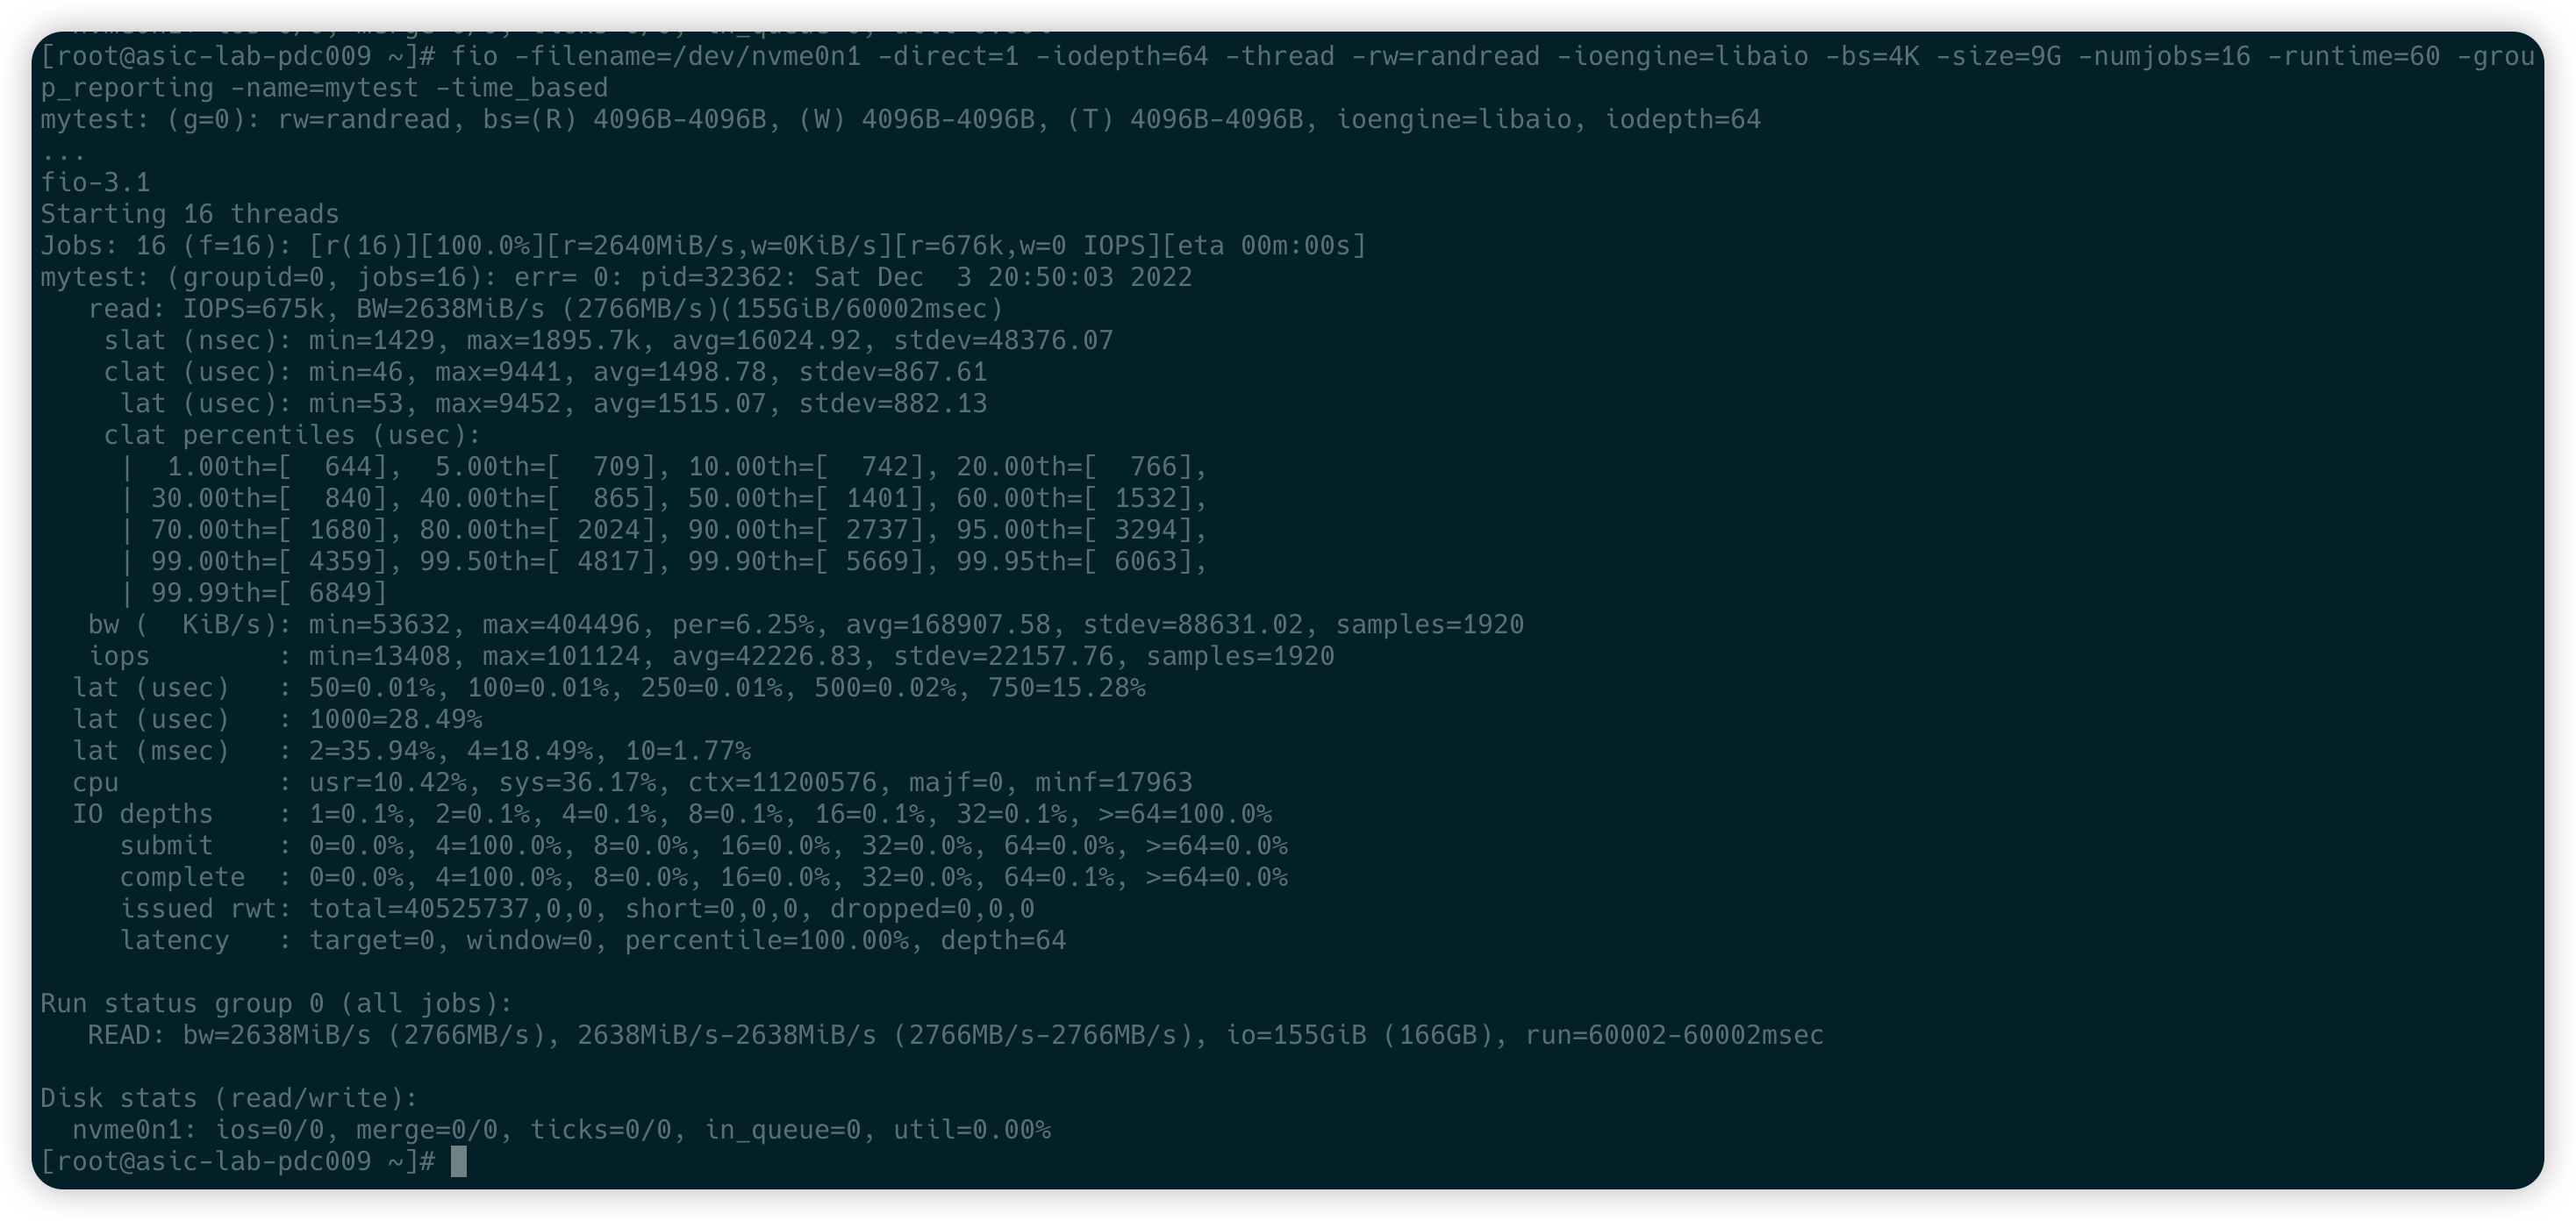 [root@asic-lab-pdc009 ~]# fio -filename=/dev/nvme0n1 -direct=1 -iodepth=64 -thread -rw=randread -ioengine=libaio -bs=4K -size=9G -numjobs=16 -runtime=60 -grou
p_reporting -name=mytest -time_based
mytest: (g=0): rw=randread, bs=(R) 4096B-4096B, (W) 4096B-4096B, (T) 4096B-4096B, ioengine=libaio, iodepth=64
...
fio-3.1
Starting 16 threads
Jobs: 16 (f=16): [r(16)][100.0%][r=2640MiB/s,w=0KiB/s][r=676k,w=0 IOPS][eta 00m:00s]
mytest: (groupid=0, jobs=16): err= 0: pid=32362: Sat Dec  3 20:50:03 2022
   read: IOPS=675k, BW=2638MiB/s (2766MB/s)(155GiB/60002msec)
    slat (nsec): min=1429, max=1895.7k, avg=16024.92, stdev=48376.07
    clat (usec): min=46, max=9441, avg=1498.78, stdev=867.61
     lat (usec): min=53, max=9452, avg=1515.07, stdev=882.13
    clat percentiles (usec):
     |  1.00th=[  644],  5.00th=[  709], 10.00th=[  742], 20.00th=[  766],
     | 30.00th=[  840], 40.00th=[  865], 50.00th=[ 1401], 60.00th=[ 1532],
     | 70.00th=[ 1680], 80.00th=[ 2024], 90.00th=[ 2737], 95.00th=[ 3294],
     | 99.00th=[ 4359], 99.50th=[ 4817], 99.90th=[ 5669], 99.95th=[ 6063],
     | 99.99th=[ 6849]
   bw (  KiB/s): min=53632, max=404496, per=6.25%, avg=168907.58, stdev=88631.02, samples=1920
   iops        : min=13408, max=101124, avg=42226.83, stdev=22157.76, samples=1920
  lat (usec)   : 50=0.01%, 100=0.01%, 250=0.01%, 500=0.02%, 750=15.28%
  lat (usec)   : 1000=28.49%
  lat (msec)   : 2=35.94%, 4=18.49%, 10=1.77%
  cpu          : usr=10.42%, sys=36.17%, ctx=11200576, majf=0, minf=17963
  IO depths    : 1=0.1%, 2=0.1%, 4=0.1%, 8=0.1%, 16=0.1%, 32=0.1%, >=64=100.0%
     submit    : 0=0.0%, 4=100.0%, 8=0.0%, 16=0.0%, 32=0.0%, 64=0.0%, >=64=0.0%
     complete  : 0=0.0%, 4=100.0%, 8=0.0%, 16=0.0%, 32=0.0%, 64=0.1%, >=64=0.0%
     issued rwt: total=40525737,0,0, short=0,0,0, dropped=0,0,0
     latency   : target=0, window=0, percentile=100.00%, depth=64

Run status group 0 (all jobs):
   READ: bw=2638MiB/s (2766MB/s), 2638MiB/s-2638MiB/s (2766MB/s-2766MB/s), io=155GiB (166GB), run=60002-60002msec

Disk stats (read/write):
  nvme0n1: ios=0/0, merge=0/0, ticks=0/0, in_queue=0, util=0.00%
[root@asic-lab-pdc009 ~]#